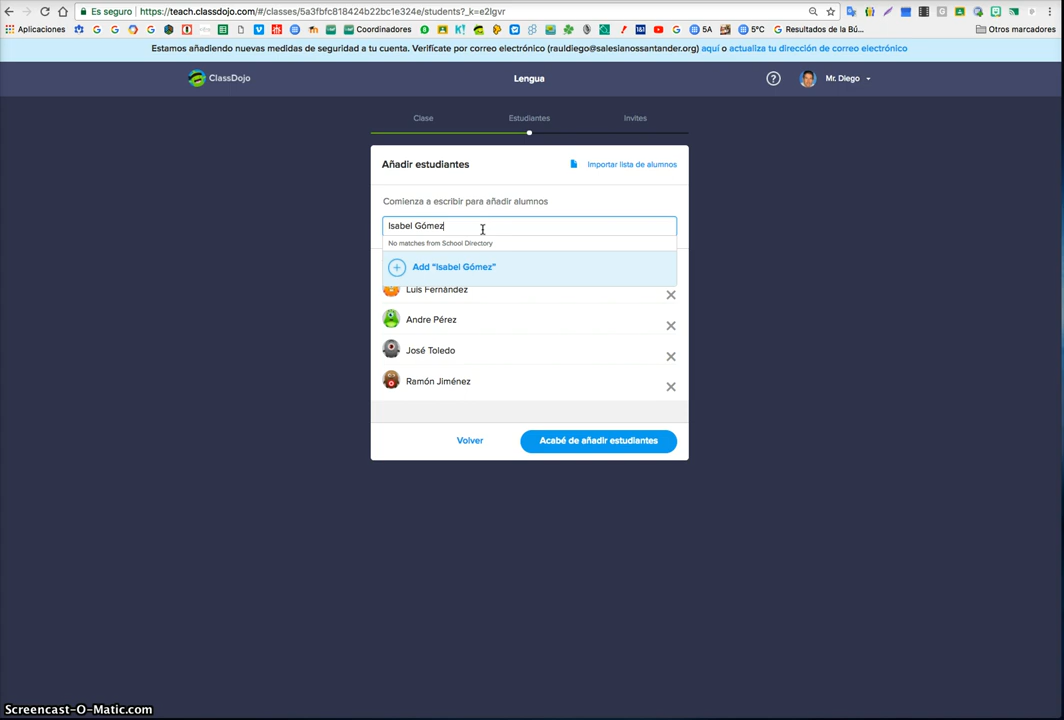 Es seguro https://teach.classdojo.com/#/classes/5a3fbfc818424b22bc1e324e/students?_k=e2lgvr
Aplicaciones Coordinadores 5A 5ºC Resultados de la Bú... Otros marcadores
Estamos añadiendo nuevas medidas de seguridad a tu cuenta. Verifícate por correo electrónico (rauldiego@salesianossantander.org) aquí o actualiza tu dirección de correo electrónico
ClassDojo Lengua ? Mr. Diego
Clase Estudiantes Invites
Añadir estudiantes Importar lista de alumnos
Comienza a escribir para añadir alumnos
Isabel Gómez
No matches from School Directory
Add “Isabel Gómez”
Luis Fernández
Andre Pérez
José Toledo
Ramón Jiménez
Volver Acabé de añadir estudiantes
Screencast-O-Matic.com